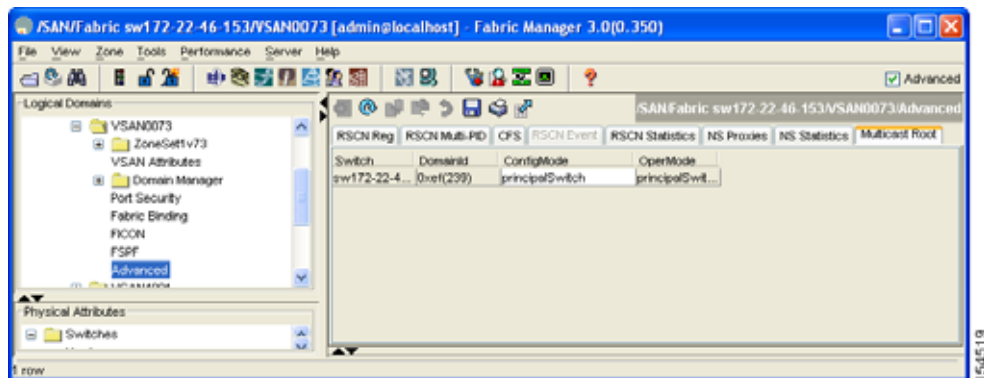 /SAN/Fabric sw172-22-46-153/VSAN0073 [admin@localhost] - Fabric Manager 3.0(0.350)
File View Zone Tools Performance Server Help
Advanced
Logical Domains
/SAN/Fabric sw172-22-46-153/VSAN0073/Advanced
VSAN0073
ZoneSet1v73
VSAN Attributes
Domain Manager
Port Security
Fabric Binding
FICON
FSPF
Advanced
RSCN Reg RSCN Multi-PID CFS RSCN Event RSCN Statistics NS Proxies NS Statistics Multicast Root
Switch DomainId ConfigMode OperMode
sw172-22-4... 0xef(239) principalSwitch principalSwit...
Physical Attributes
Switches
1 row
154519